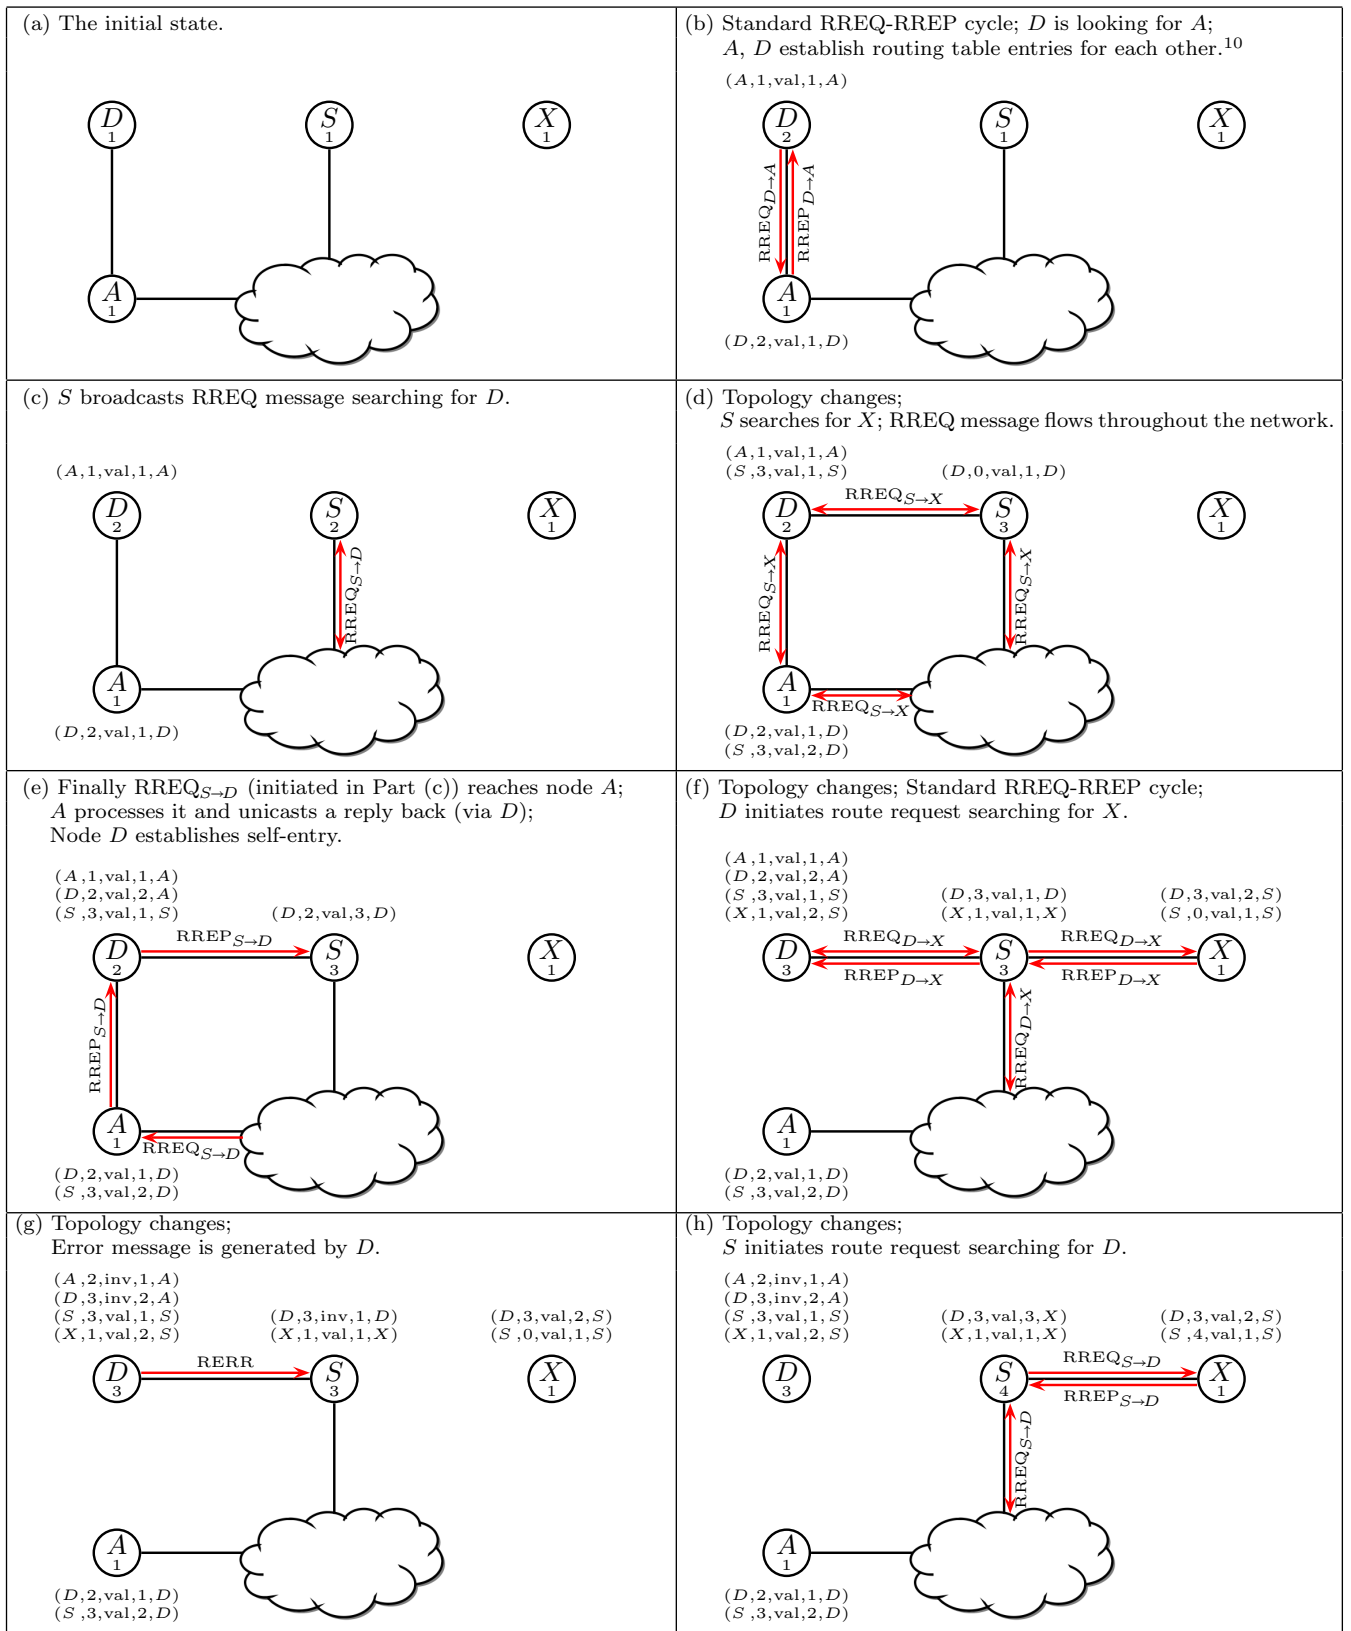 (a) The initial state.
D
1
S
1
X
1
A
1
(b) Standard RREQ-RREP cycle; D is looking for A;
A, D establish routing table entries for each other.¹⁰
(A,1,val,1,A)
D
2
S
1
X
1
RREQD→A
RREPD→A
A
1
(D,2,val,1,D)
(c) S broadcasts RREQ message searching for D.
(A,1,val,1,A)
D
2
S
2
X
1
RREQS→D
A
1
(D,2,val,1,D)
(d) Topology changes;
S searches for X; RREQ message flows throughout the network.
(A,1,val,1,A)
(S,3,val,1,S)
(D,0,val,1,D)
RREQS→X
D
2
S
3
X
1
RREQS→X
RREQS→X
A
1
RREQS→X
(D,2,val,1,D)
(S,3,val,2,D)
(e) Finally RREQS→D (initiated in Part (c)) reaches node A;
A processes it and unicasts a reply back (via D);
Node D establishes self-entry.
(A,1,val,1,A)
(D,2,val,2,A)
(S,3,val,1,S)
(D,2,val,3,D)
RREPS→D
D
2
S
3
X
1
RREPS→D
A
1
RREQS→D
(D,2,val,1,D)
(S,3,val,2,D)
(f) Topology changes; Standard RREQ-RREP cycle;
D initiates route request searching for X.
(A,1,val,1,A)
(D,2,val,2,A)
(S,3,val,1,S)
(X,1,val,2,S)
(D,3,val,1,D)
(X,1,val,1,X)
(D,3,val,2,S)
(S,0,val,1,S)
RREQD→X
RREQD→X
D
3
S
3
X
1
RREPD→X
RREPD→X
RREQD→X
A
1
(D,2,val,1,D)
(S,3,val,2,D)
(g) Topology changes;
Error message is generated by D.
(A,2,inv,1,A)
(D,3,inv,2,A)
(S,3,val,1,S)
(X,1,val,2,S)
(D,3,inv,1,D)
(X,1,val,1,X)
(D,3,val,2,S)
(S,0,val,1,S)
RERR
D
3
S
3
X
1
A
1
(D,2,val,1,D)
(S,3,val,2,D)
(h) Topology changes;
S initiates route request searching for D.
(A,2,inv,1,A)
(D,3,inv,2,A)
(S,3,val,1,S)
(X,1,val,2,S)
(D,3,val,3,X)
(X,1,val,1,X)
(D,3,val,2,S)
(S,4,val,1,S)
RREQS→D
D
3
S
4
X
1
RREPS→D
RREQS→D
A
1
(D,2,val,1,D)
(S,3,val,2,D)